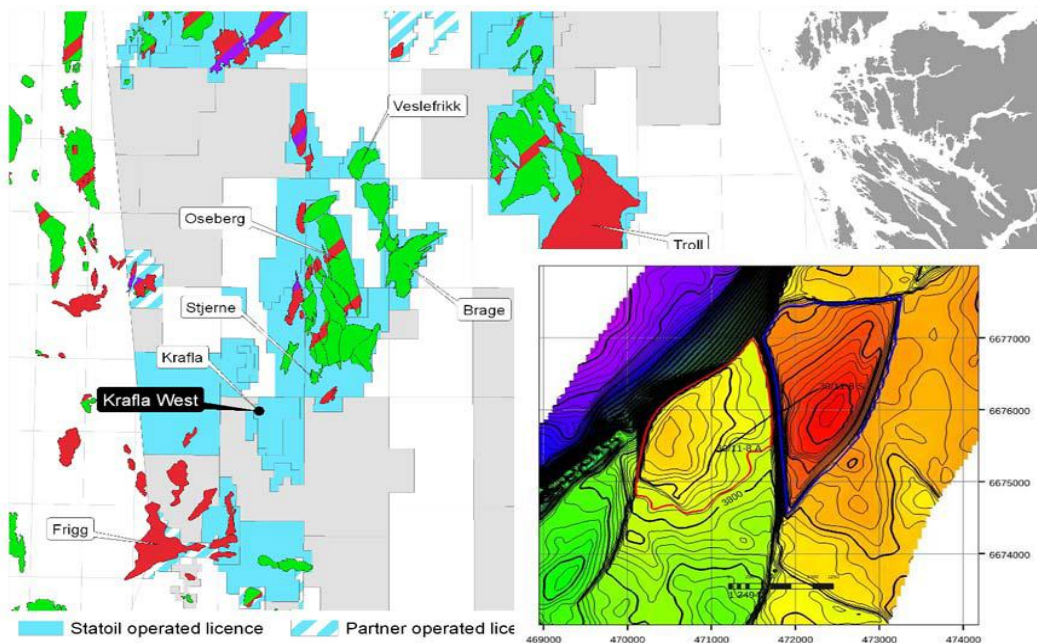 Veslefrikk
Oseberg
Troll
Stjerne
Brage
Krafla
Krafla West
Frigg
Statoil operated licence
Partner operated lice
3800
6677000
6676000
6675000
6674000
469000
470000
471000
472000
473000